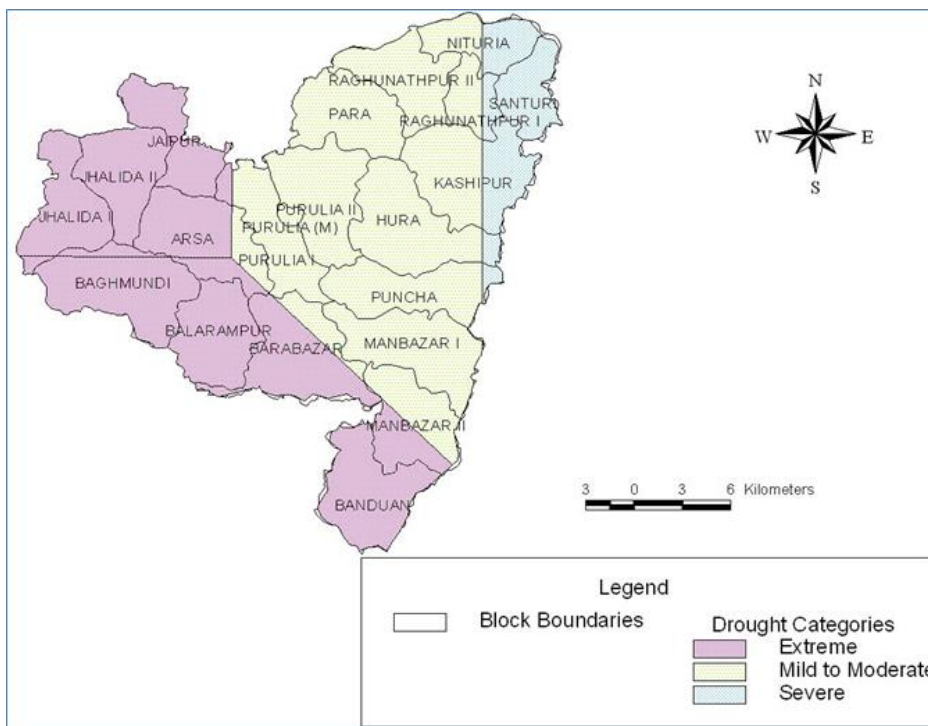 NITURIA
RAGHUNATHPUR II
SANTURI
PARA
RAGHUNATHPUR I
N
W E
S
JAIPUR
JHALIDA II
KASHIPUR
JHALIDA I
PURULIA II
HURA
PURULIA (M)
ARSA
PURULIA I
BAGHMUNDI
PUNCHA
BALARAMPUR
BARABAZAR
MANBAZAR I
MANBAZAR II
BANDUAN
3 0 3 6 Kilometers
Legend
Block Boundaries
Drought Categories
Extreme
Mild to Moderate
Severe